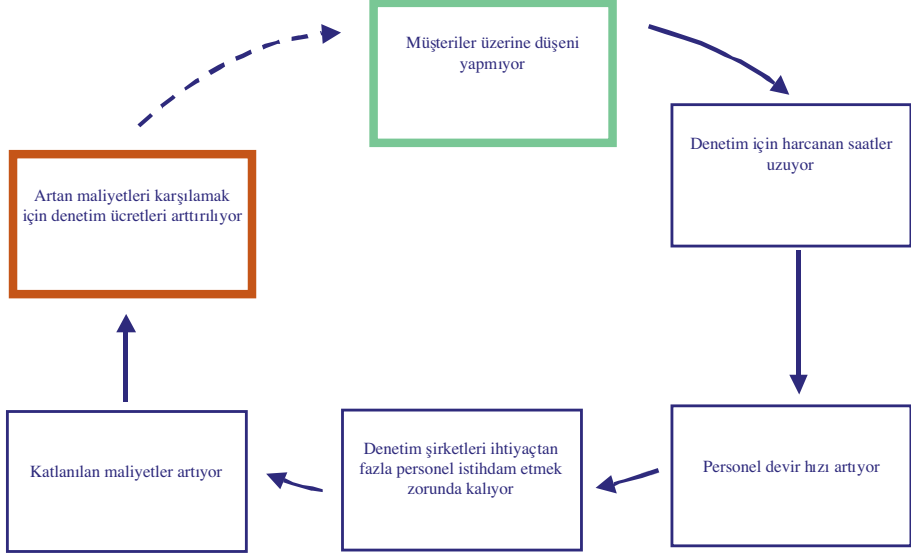 Müşteriler üzerine düşeni
yapmıyor
Denetim için harcanan saatler
uzuyor
Personel devir hızı artıyor
Denetim şirketleri ihtiyaçtan
fazla personel istihdam etmek
zorunda kalıyor
Katlanılan maliyetler artıyor
Artan maliyetleri karşılamak
için denetim ücretleri arttırılıyor